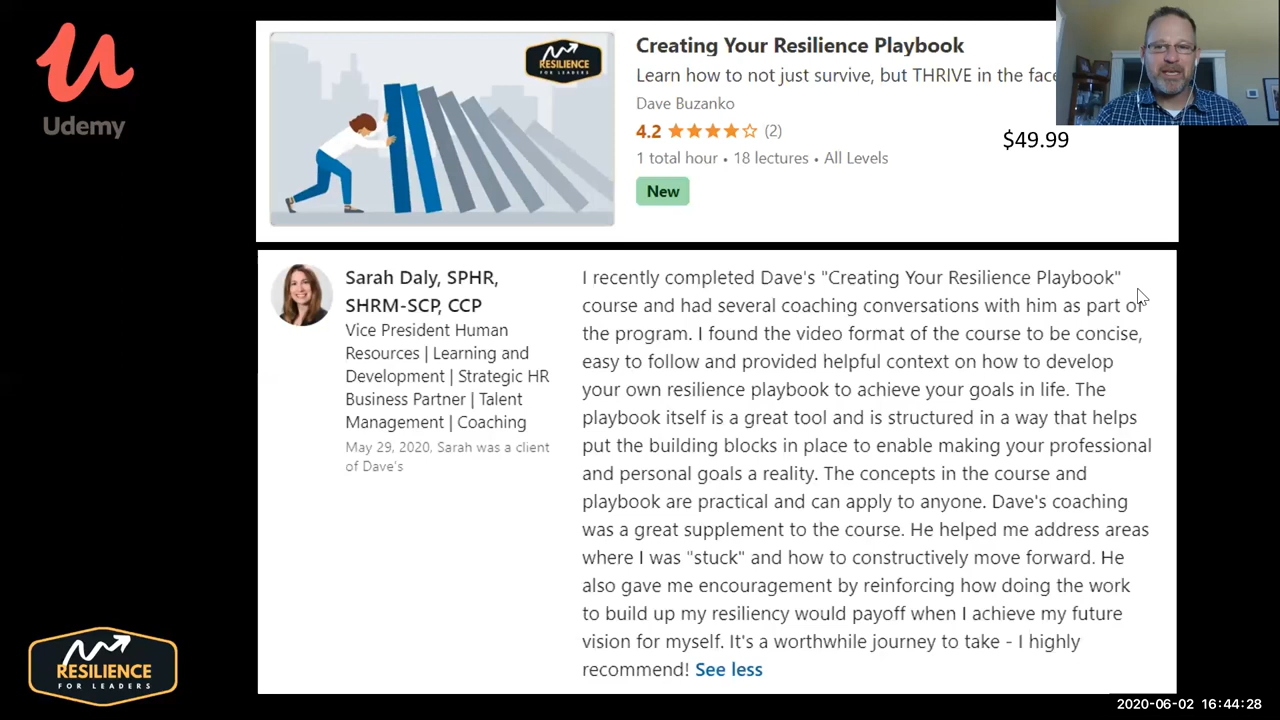 Udemy
RESILIENCE
FOR LEADERS
Creating Your Resilience Playbook
Learn how to not just survive, but THRIVE in the face
Dave Buzanko
4.2 (2)
$49.99
1 total hour • 18 lectures • All Levels
New
Sarah Daly, SPHR,
SHRM-SCP, CCP
Vice President Human
Resources | Learning and
Development | Strategic HR
Business Partner | Talent
Management | Coaching
May 29, 2020, Sarah was a client
of Dave's
I recently completed Dave's "Creating Your Resilience Playbook"
course and had several coaching conversations with him as part of
the program. I found the video format of the course to be concise,
easy to follow and provided helpful context on how to develop
your own resilience playbook to achieve your goals in life. The
playbook itself is a great tool and is structured in a way that helps
put the building blocks in place to enable making your professional
and personal goals a reality. The concepts in the course and
playbook are practical and can apply to anyone. Dave's coaching
was a great supplement to the course. He helped me address areas
where I was "stuck" and how to constructively move forward. He
also gave me encouragement by reinforcing how doing the work
to build up my resiliency would payoff when I achieve my future
vision for myself. It's a worthwhile journey to take - I highly
recommend! See less
RESILIENCE
FOR LEADERS
2020-06-02 16:44:28